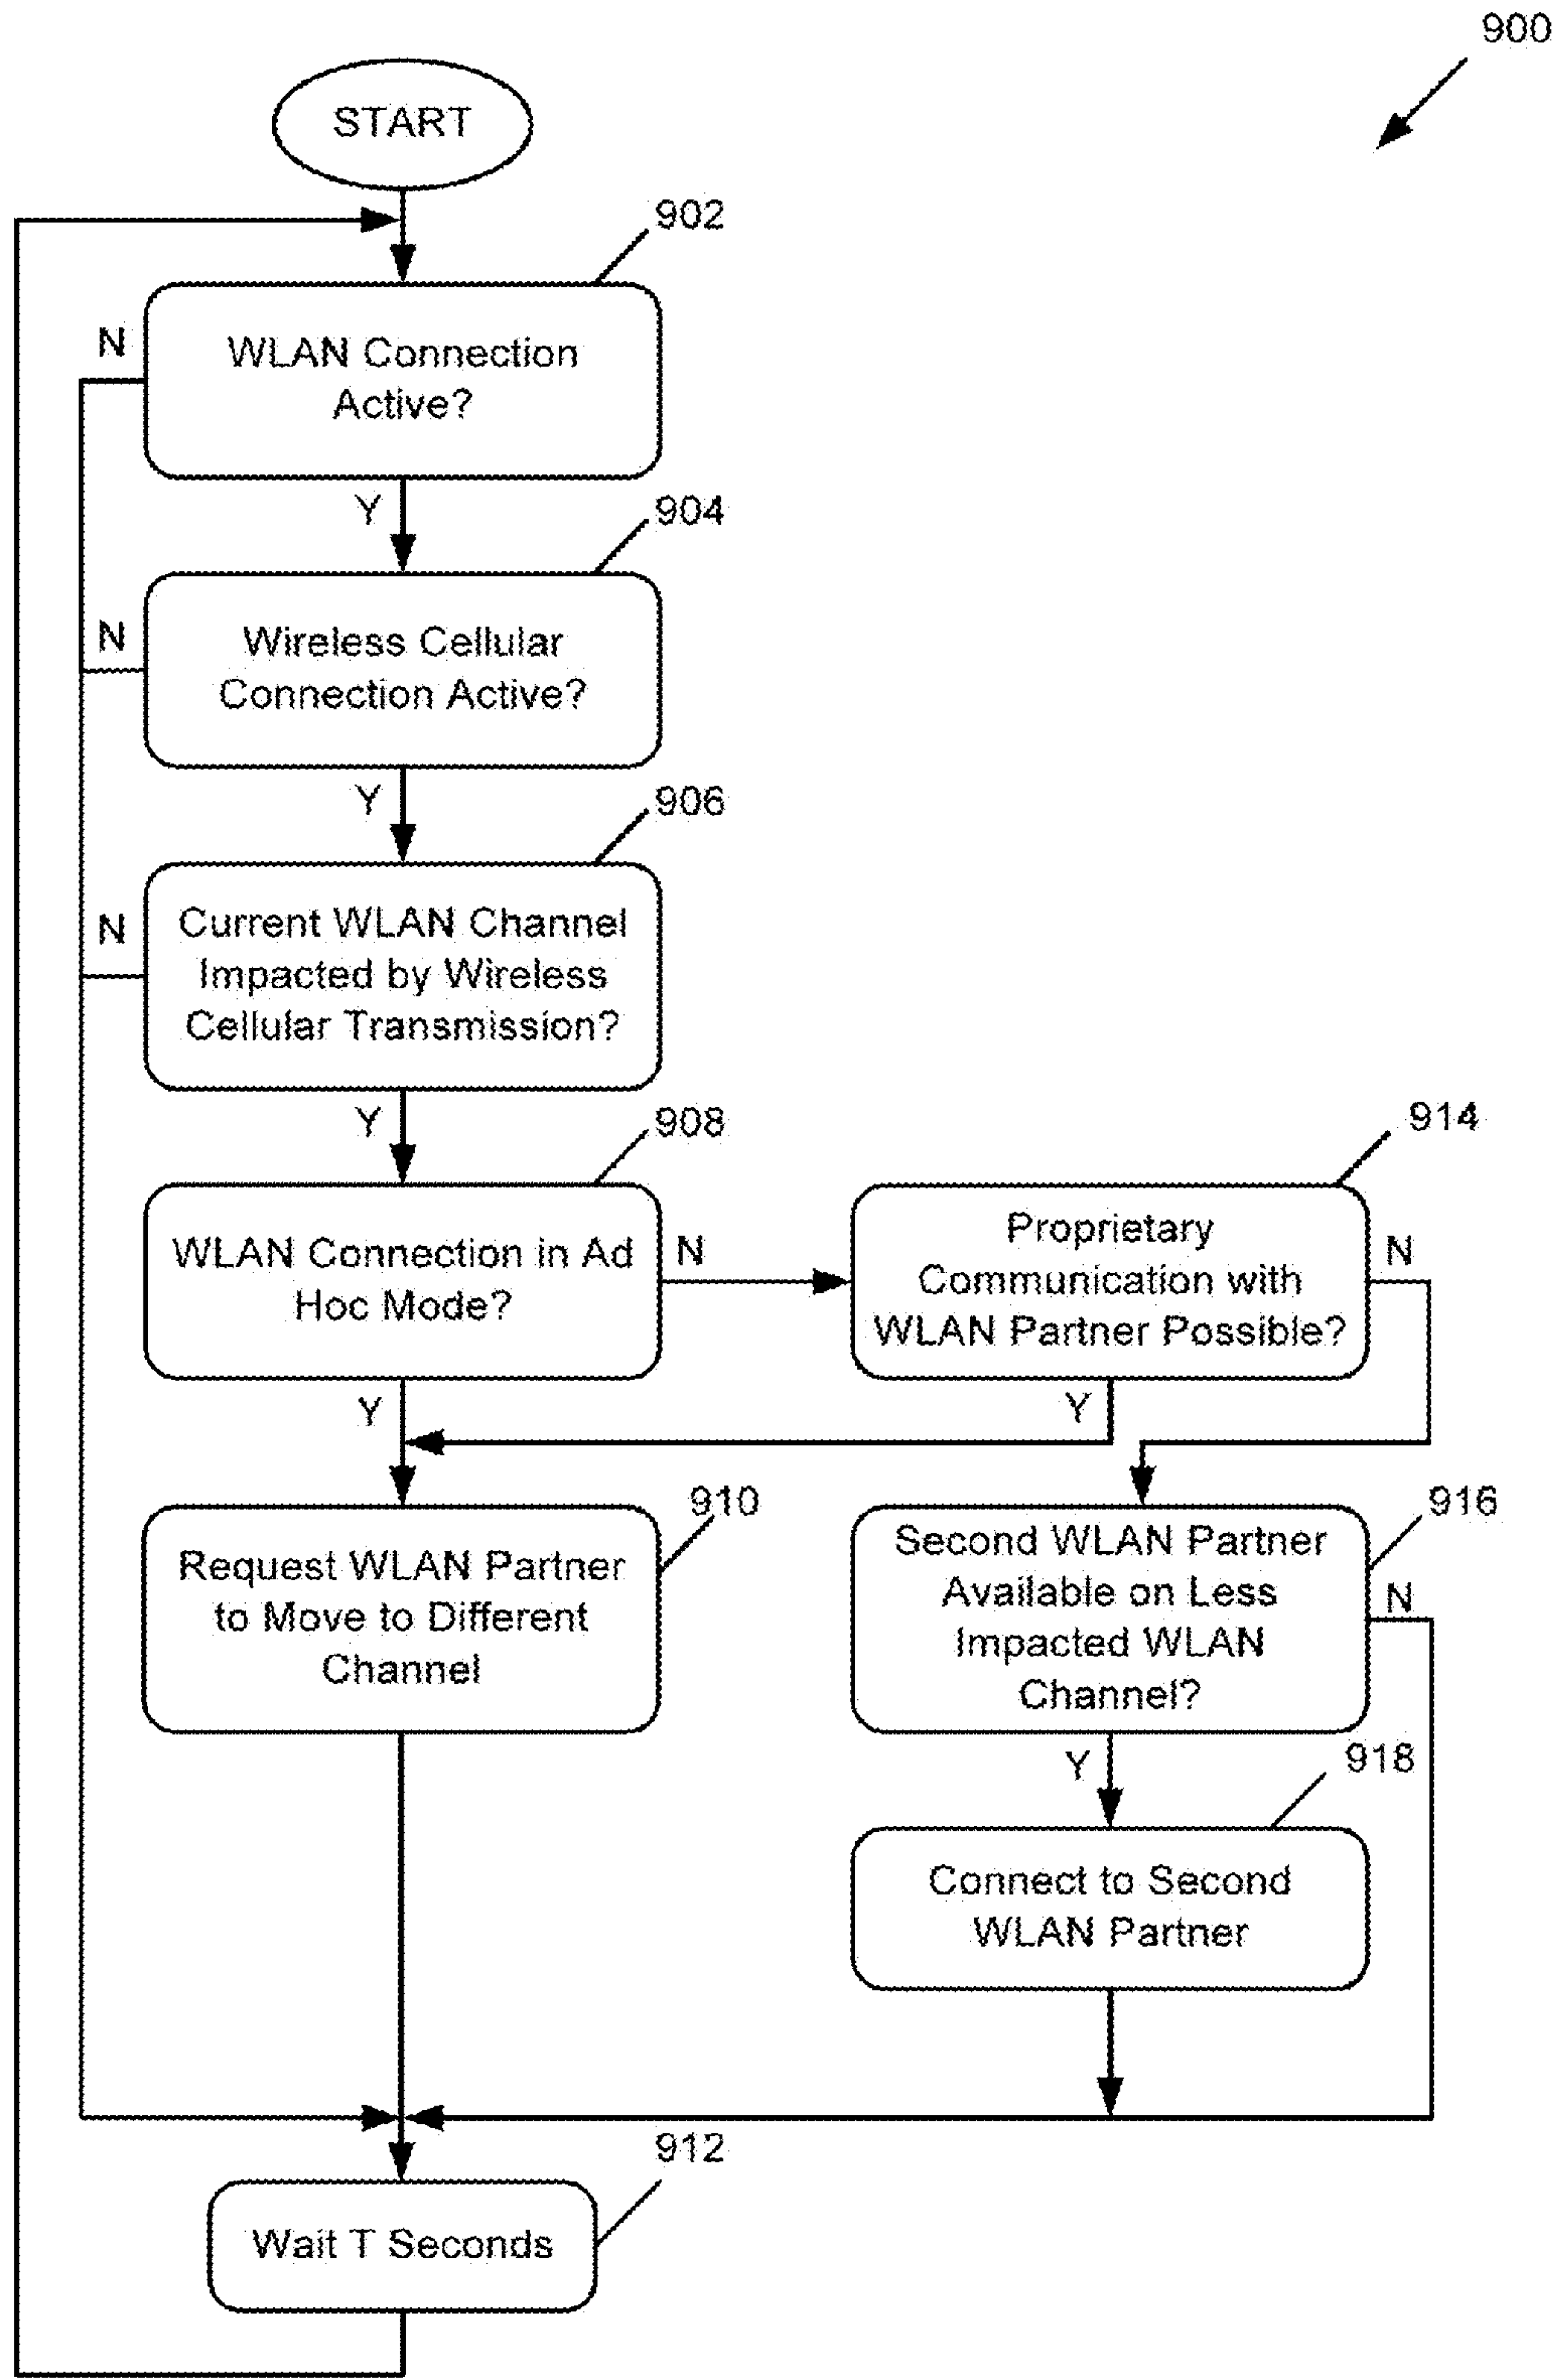 900
START
902
N
WLAN Connection
Active?
Y
904
N
Wireless Cellular
Connection Active?
Y
906
N
Current WLAN Channel
Impacted by Wireless
Cellular Transmission?
Y
908
914
WLAN Connection in Ad
Hoc Mode?
N
Proprietary
Communication with
WLAN Partner Possible?
N
Y
Y
910
916
Request WLAN Partner
to Move to Different
Channel
Second WLAN Partner
Available on Less
Impacted WLAN
Channel?
N
Y
918
Connect to Second
WLAN Partner
912
Wait T Seconds